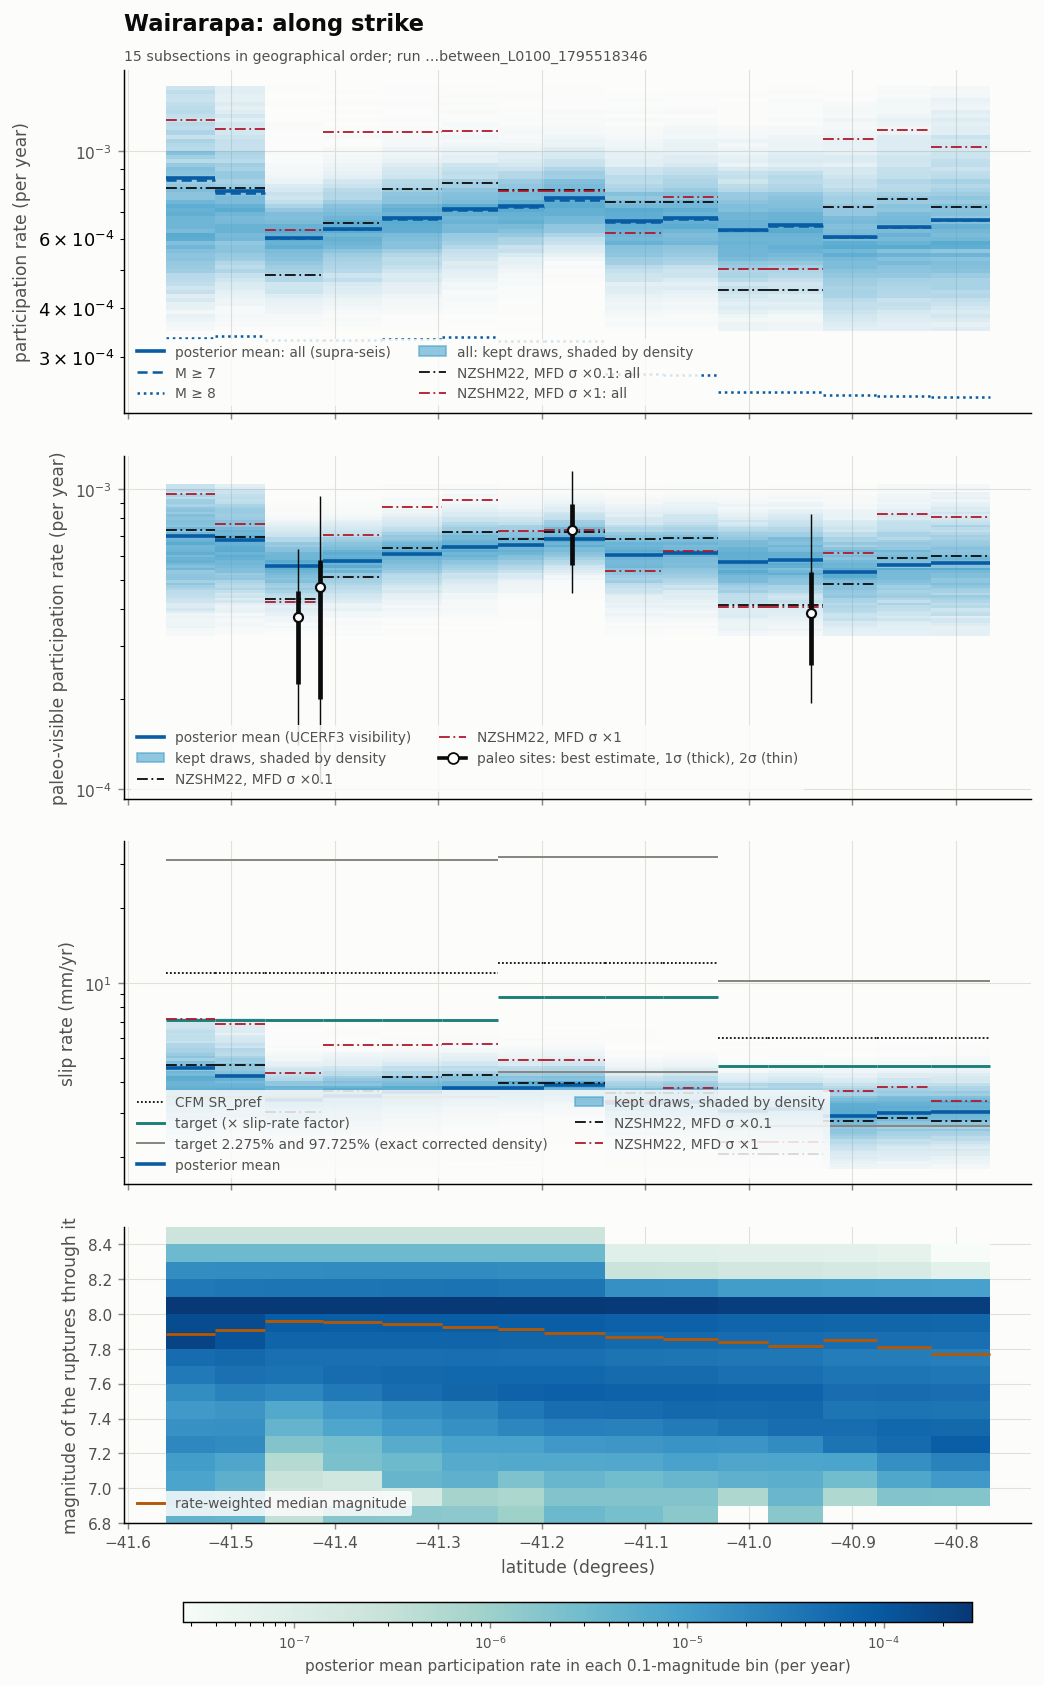 Wairarapa: along strike
15 subsections in geographical order; run ...between_L0100_1795518346
participation rate (per year)
10⁻³
6 × 10⁻⁴
4 × 10⁻⁴
3 × 10⁻⁴
posterior mean: all (supra-seis)
M ≥ 7
M ≥ 8
all: kept draws, shaded by density
NZSHM22, MFD σ ×0.1: all
NZSHM22, MFD σ ×1: all
paleo-visible participation rate (per year)
10⁻³
10⁻⁴
posterior mean (UCERF3 visibility)
kept draws, shaded by density
NZSHM22, MFD σ ×0.1
NZSHM22, MFD σ ×1
paleo sites: best estimate, 1σ (thick), 2σ (thin)
slip rate (mm/yr)
10¹
CFM SR_pref
target (× slip-rate factor)
target 2.275% and 97.725% (exact corrected density)
posterior mean
kept draws, shaded by density
NZSHM22, MFD σ ×0.1
NZSHM22, MFD σ ×1
magnitude of the ruptures through it
8.4
8.2
8.0
7.8
7.6
7.4
7.2
7.0
6.8
rate-weighted median magnitude
−41.6 −41.5 −41.4 −41.3 −41.2 −41.1 −41.0 −40.9 −40.8
latitude (degrees)
10⁻⁷ 10⁻⁶ 10⁻⁵ 10⁻⁴
posterior mean participation rate in each 0.1-magnitude bin (per year)